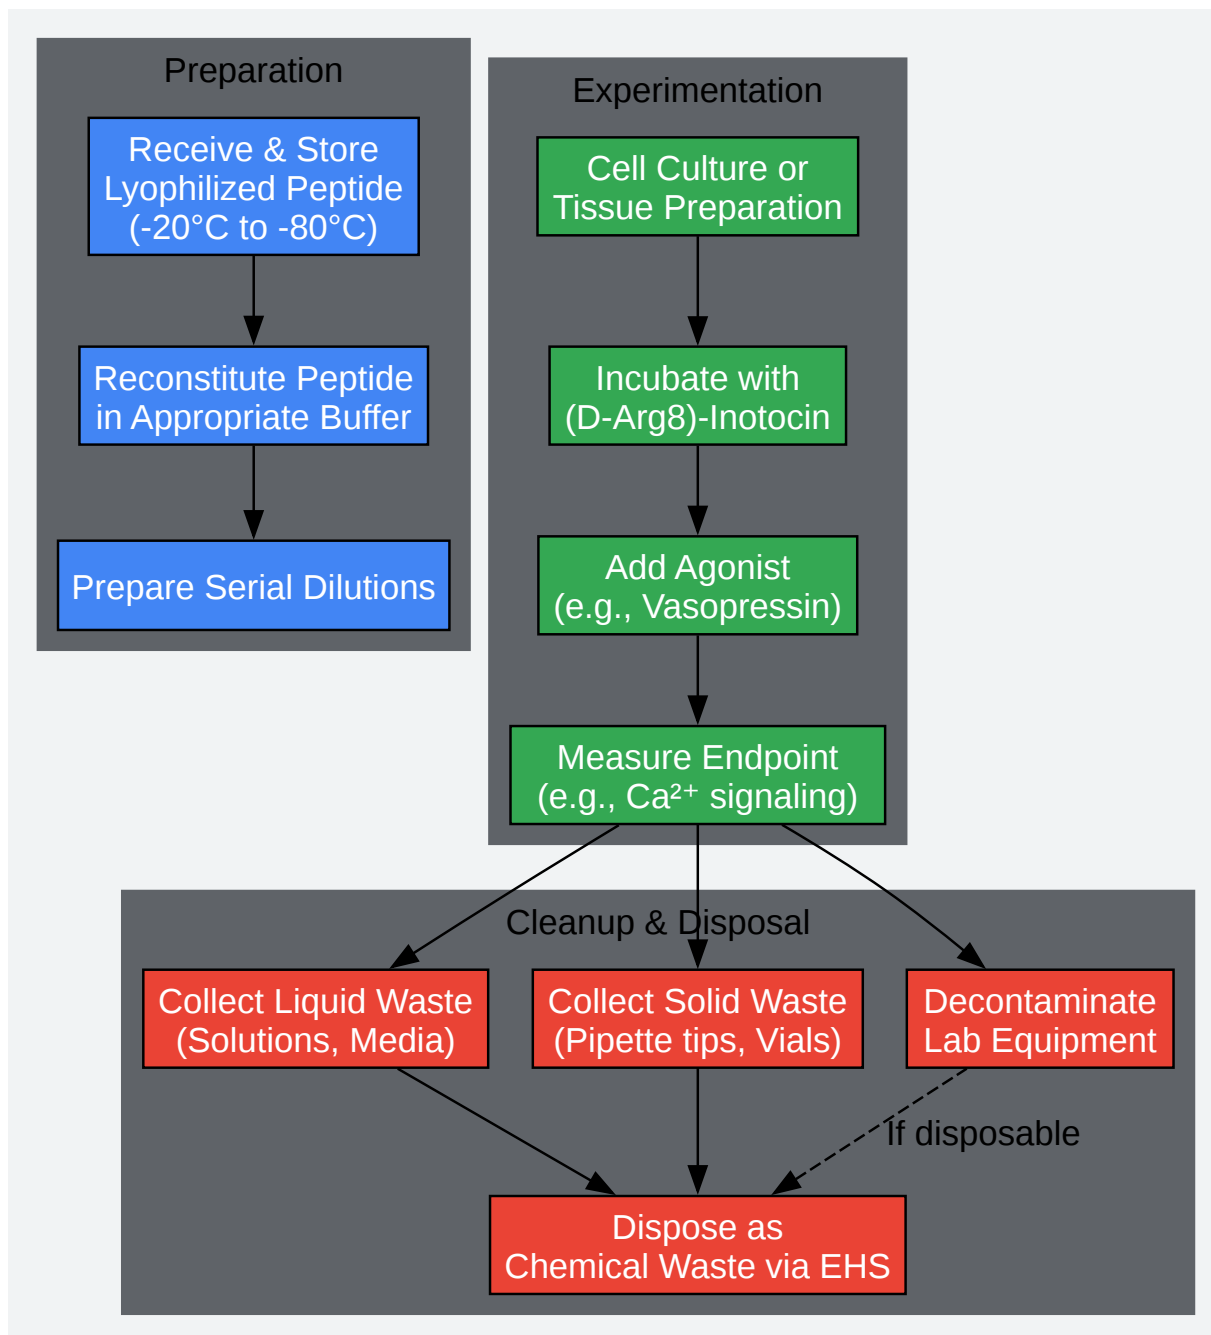 Preparation
Receive & Store
Lyophilized Peptide
(-20°C to -80°C)
Reconstitute Peptide
in Appropriate Buffer
Prepare Serial Dilutions
Experimentation
Cell Culture or
Tissue Preparation
Incubate with
(D-Arg8)-Inotocin
Add Agonist
(e.g., Vasopressin)
Measure Endpoint
(e.g., Ca²⁺ signaling)
Cleanup & Disposal
Collect Liquid Waste
(Solutions, Media)
Collect Solid Waste
(Pipette tips, Vials)
Decontaminate
Lab Equipment
If disposable
Dispose as
Chemical Waste via EHS